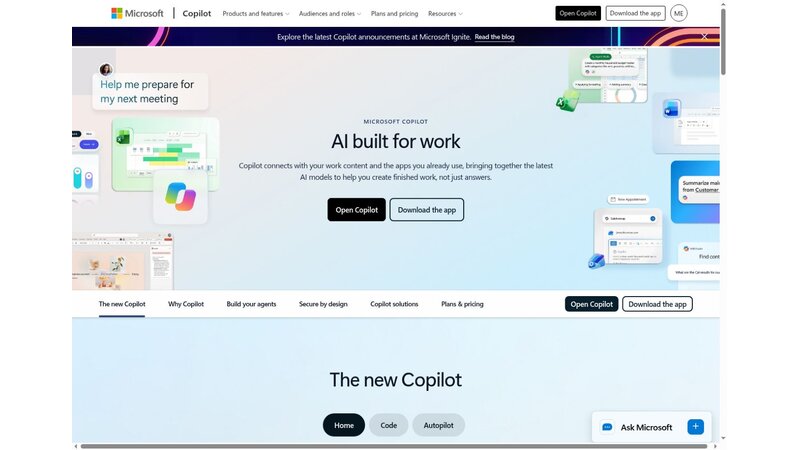 Microsoft
Copilot
Products and features
Audiences and roles
Plans and pricing
Resources
Open Copilot
Download the app
ME
Explore the latest Copilot announcements at Microsoft Ignite. Read the blog
Help me prepare for
my next meeting
MICROSOFT COPILOT
AI built for work
Copilot connects with your work content and the apps you already use, bringing together the latest
AI models to help you create finished work, not just answers.
Open Copilot
Download the app
New Appointment
Summarize
from Customer
Find cont
The new Copilot
Why Copilot
Build your agents
Secure by design
Copilot solutions
Plans & pricing
Open Copilot
Download the app
The new Copilot
Home
Code
Autopilot
Ask Microsoft